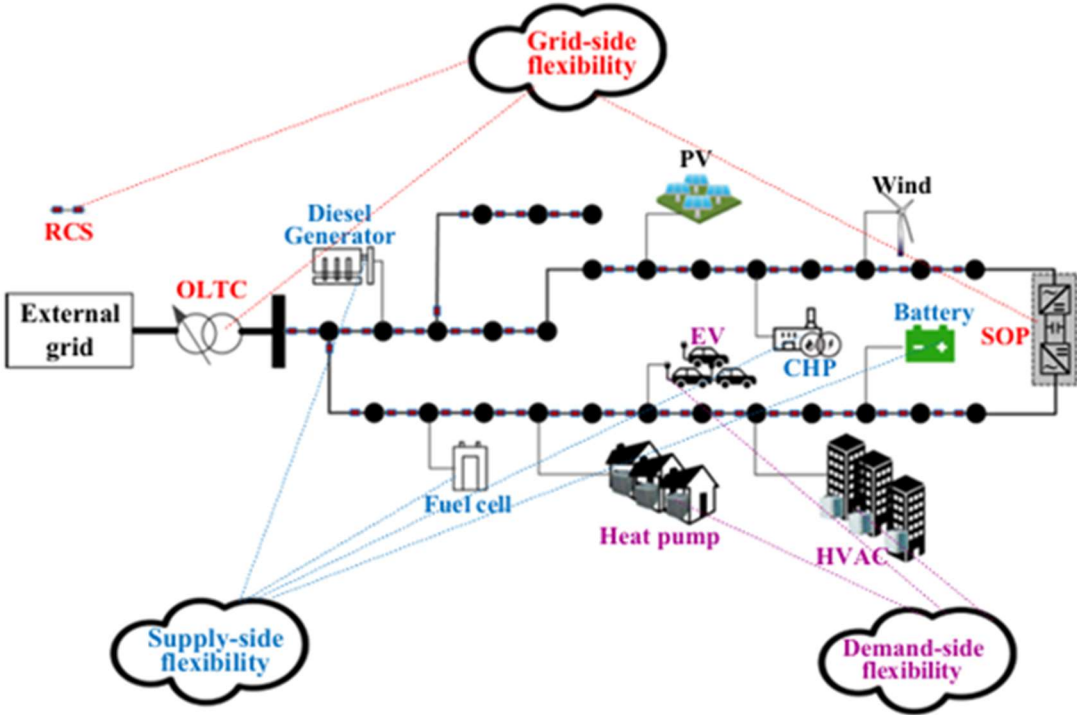 Grid-side
flexibility
PV
Wind
RCS
Diesel
Generator
OLTC
External
grid
Battery
SOP
EV
CHP
Fuel cell
Heat pump
HVAC
Supply-side
flexibility
Demand-side
flexibility